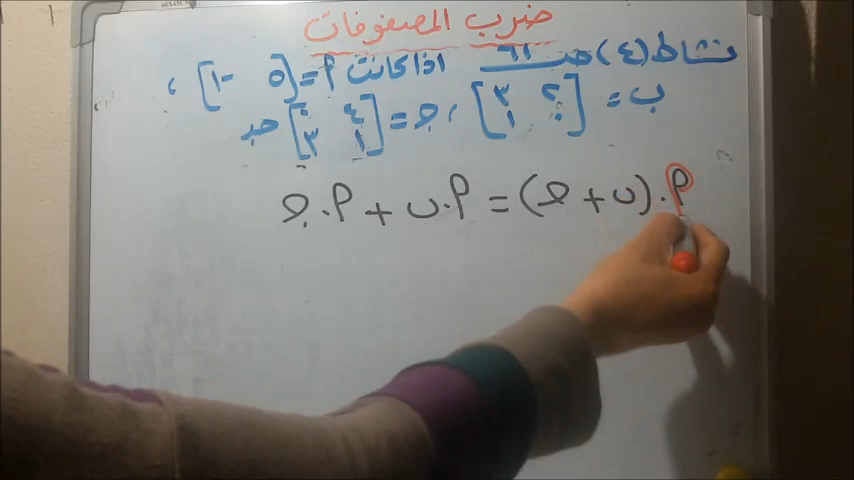 ضرب المصفوفات
نشاط (٤) صـ ٦١ اذا كانت أ = [٥ -١] ،
ب = [٢ ٣ ٠ ١] ، جـ = [٤ ٠ ١ ٣] جد
أ . (ب + جـ) = أ . ب + أ . جـ